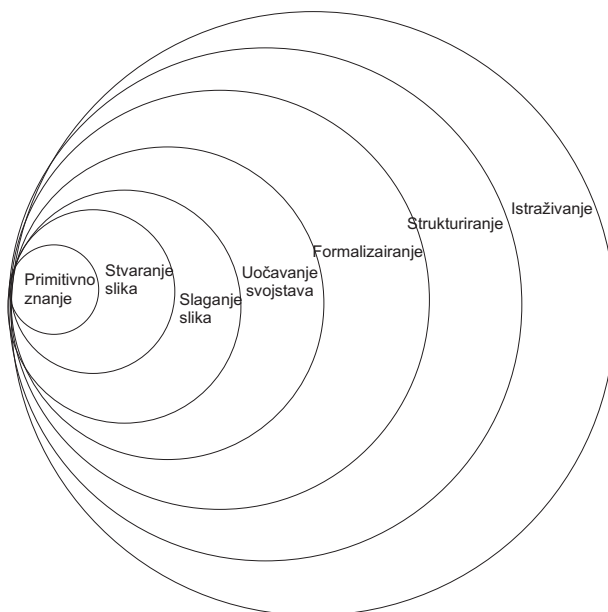 Primitivno
znanje
Stvaranje
slika
Slaganje
slika
Uočavanje
svojstava
Formalizairanje
Strukturiranje
Istraživanje